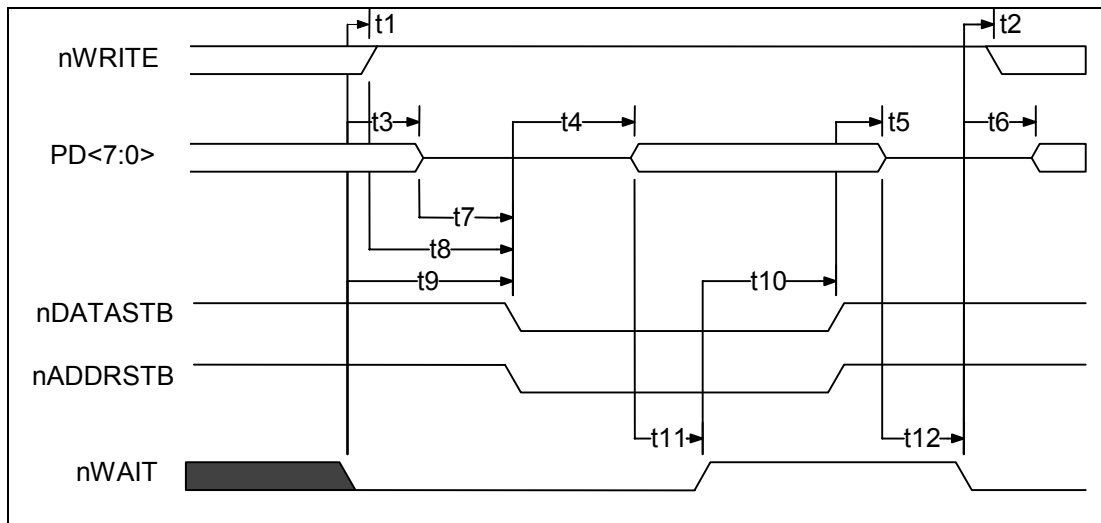 t1 t2
nWRITE
t3 t4 t5 t6
PD<7:0>
t7
t8
t9 t10
nDATASTB
nADDRSTB
t11 t12
nWAIT